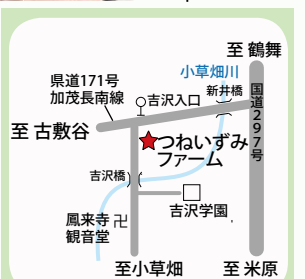 至 鶴舞
小草畑川
県道171号
加茂長南線
新井橋
国道297号
吉沢入口
至 古敷谷
つねいずみ
ファーム
吉沢橋
吉沢学園
鳳来寺 卍
観音堂
至小草畑
至 米原